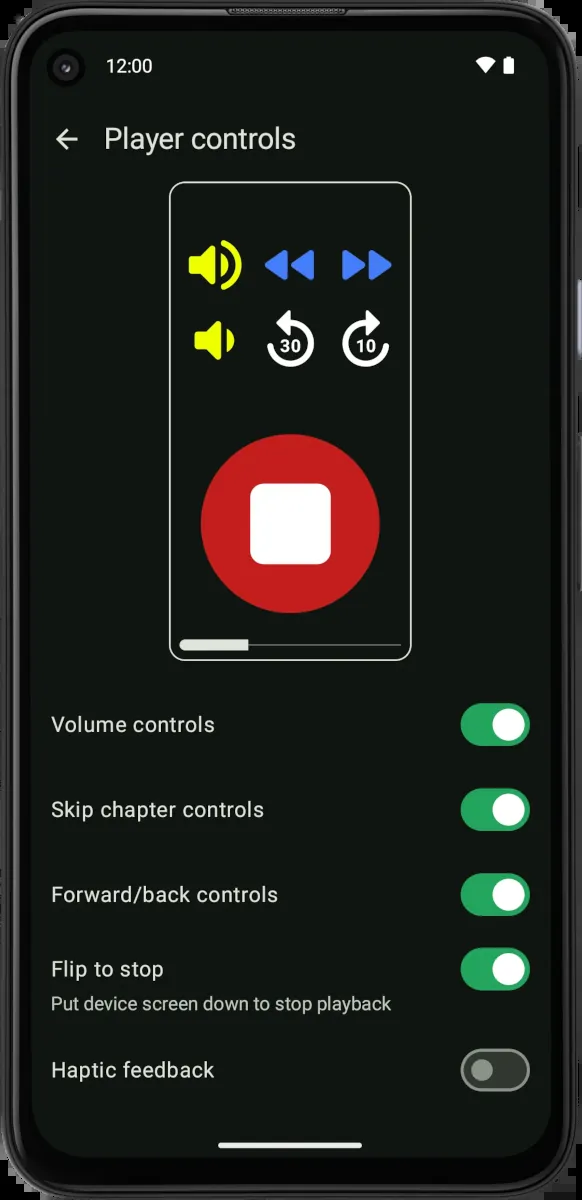 12:00
Player controls
30
10
Volume controls
Skip chapter controls
Forward/back controls
Flip to stop
Put device screen down to stop playback
Haptic feedback